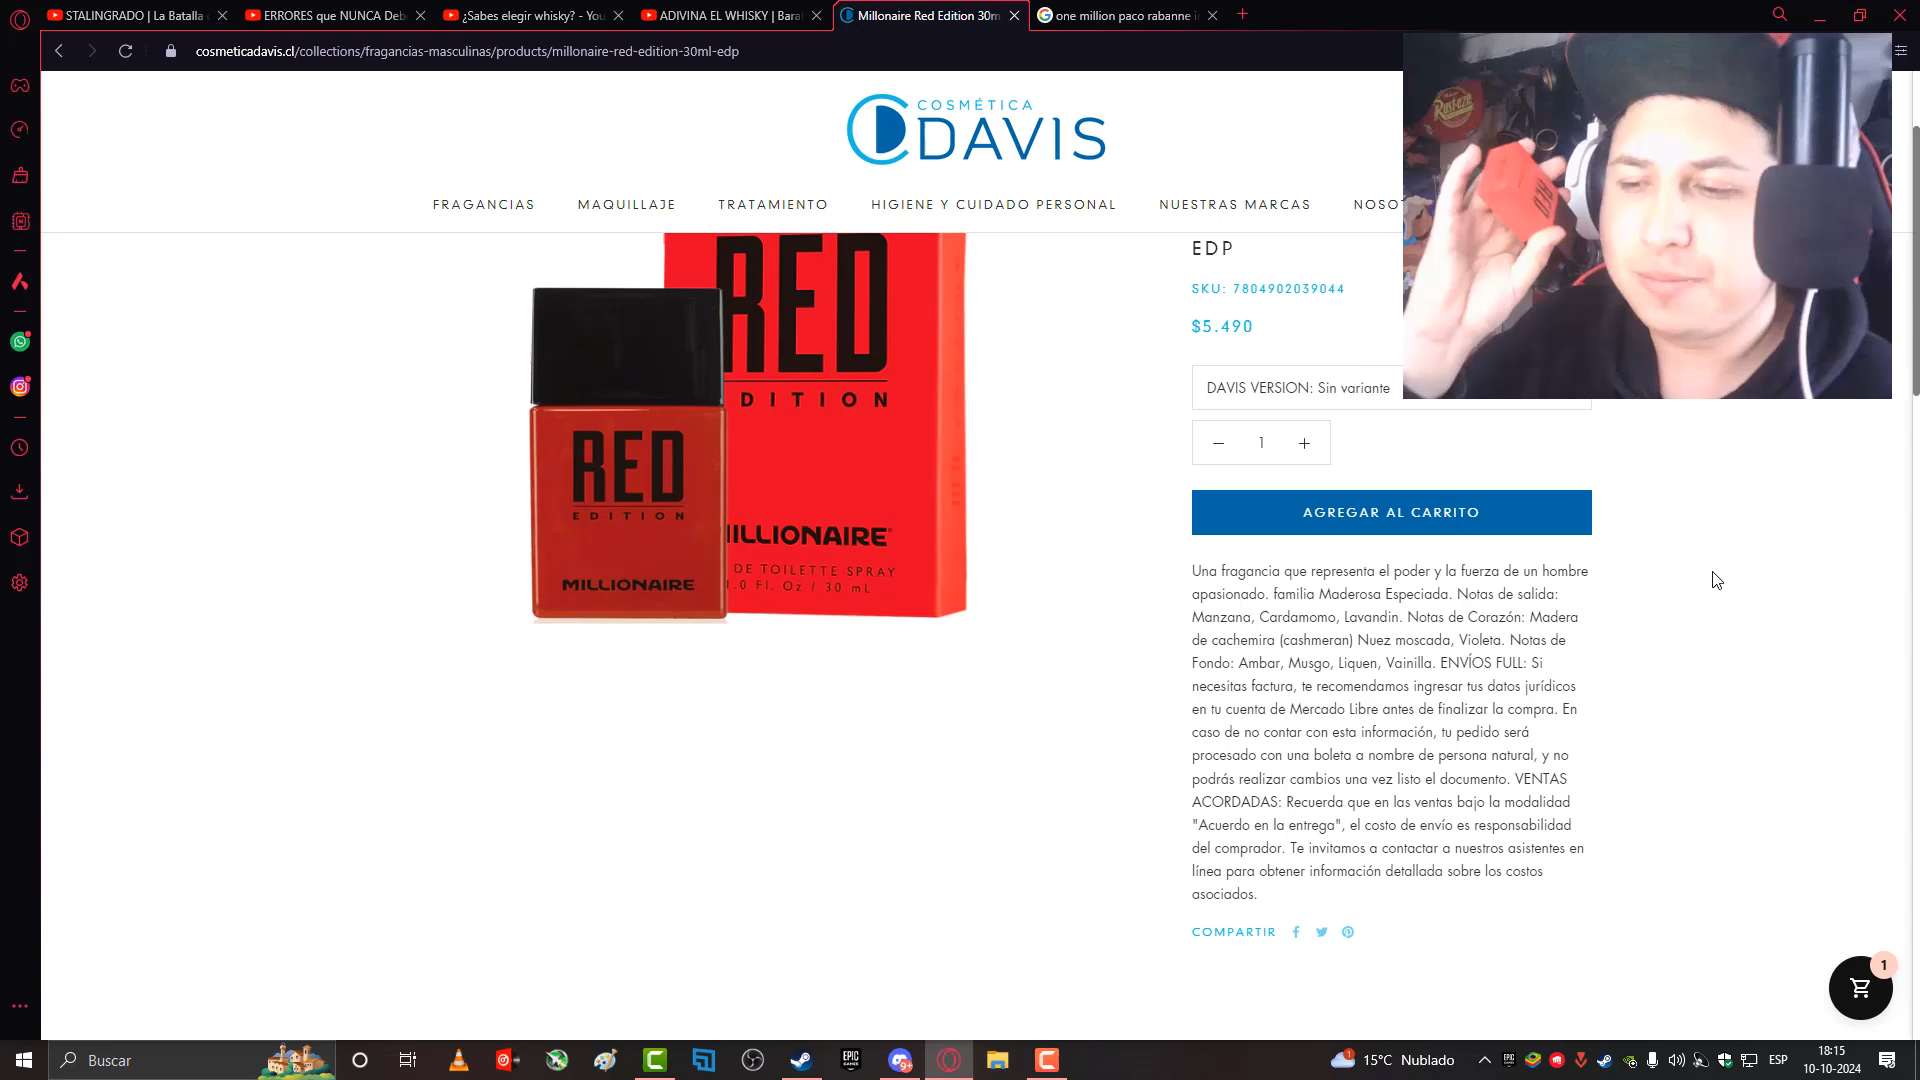 STALINGRADO | La Batalla
ERRORES que NUNCA Deb
¿Sabes elegir whisky? - You
ADIVINA EL WHISKY | Bara
Millonaire Red Edition 30m
one million paco rabanne i
cosmeticadavis.cl/collections/fragancias-masculinas/products/millonaire-red-edition-30ml-edp
COSMÉTICA
DAVIS
FRAGANCIAS
MAQUILLAJE
TRATAMIENTO
HIGIENE Y CUIDADO PERSONAL
NUESTRAS MARCAS
NOSOT
Rust-eze
RED
RED
EDITION
MILLIONAIRE
RED
DITION
ILLIONAIRE
DE TOILETTE SPRAY
1.0 Fl. Oz / 30 mL
EDP
SKU: 7804902039044
$5.490
DAVIS VERSION: Sin variante
− 1 +
AGREGAR AL CARRITO
Una fragancia que representa el poder y la fuerza de un hombre
apasionado. familia Maderosa Especiada. Notas de salida:
Manzana, Cardamomo, Lavandin. Notas de Corazón: Madera
de cachemira (cashmeran) Nuez moscada, Violeta. Notas de
Fondo: Ambar, Musgo, Liquen, Vainilla. ENVÍOS FULL: Si
necesitas factura, te recomendamos ingresar tus datos jurídicos
en tu cuenta de Mercado Libre antes de finalizar la compra. En
caso de no contar con esta información, tu pedido será
procesado con una boleta a nombre de persona natural, y no
podrás realizar cambios una vez listo el documento. VENTAS
ACORDADAS: Recuerda que en las ventas bajo la modalidad
"Acuerdo en la entrega", el costo de envío es responsabilidad
del comprador. Te invitamos a contactar a nuestros asistentes en
línea para obtener información detallada sobre los costos
asociados.
COMPARTIR
1
Buscar
EPIC
GAMES
9+
1
15°C Nublado
ESP
18:15
10-10-2024